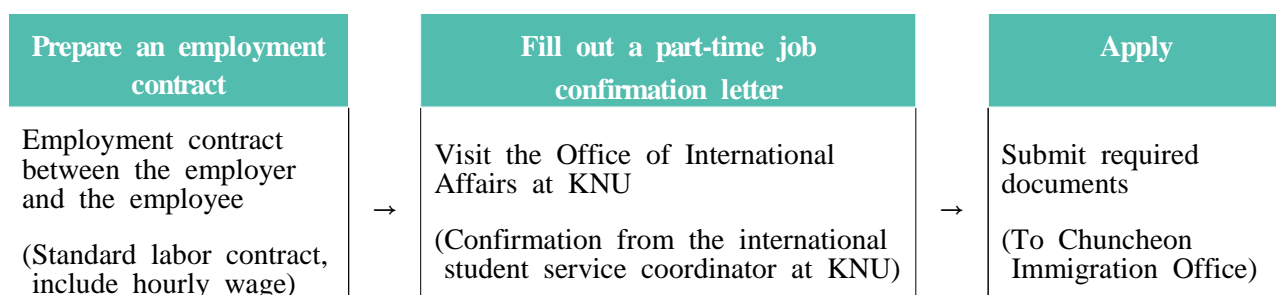 Prepare an employment
contract
Employment contract
between the employer
and the employee
(Standard labor contract,
include hourly wage)
→
Fill out a part-time job
confirmation letter
Visit the Office of International
Affairs at KNU
(Confirmation from the international
student service coordinator at KNU)
→
Apply
Submit required
documents
(To Chuncheon
Immigration Office)